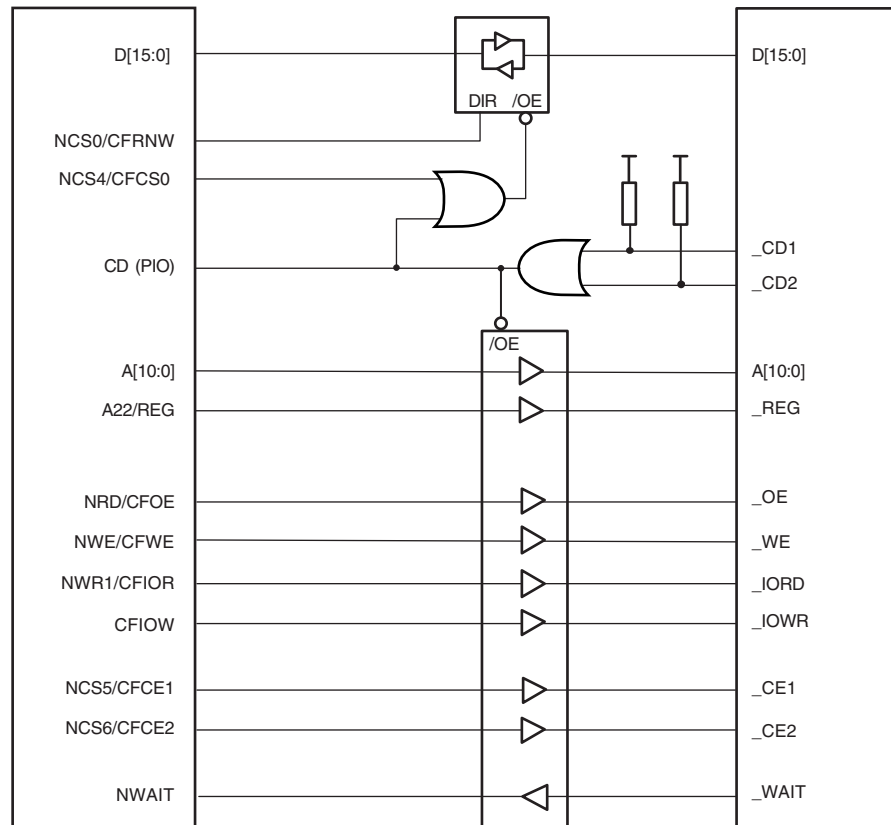 D[15:0] D[15:0]
DIR /OE
NCS0/CFRNW
NCS4/CFCS0
_CD1
CD (PIO)
_CD2
/OE
A[10:0] A[10:0]
A22/REG _REG
NRD/CFOE _OE
NWE/CFWE _WE
NWR1/CFIOR _IORD
CFIOW _IOWR
NCS5/CFCE1 _CE1
NCS6/CFCE2 _CE2
NWAIT _WAIT